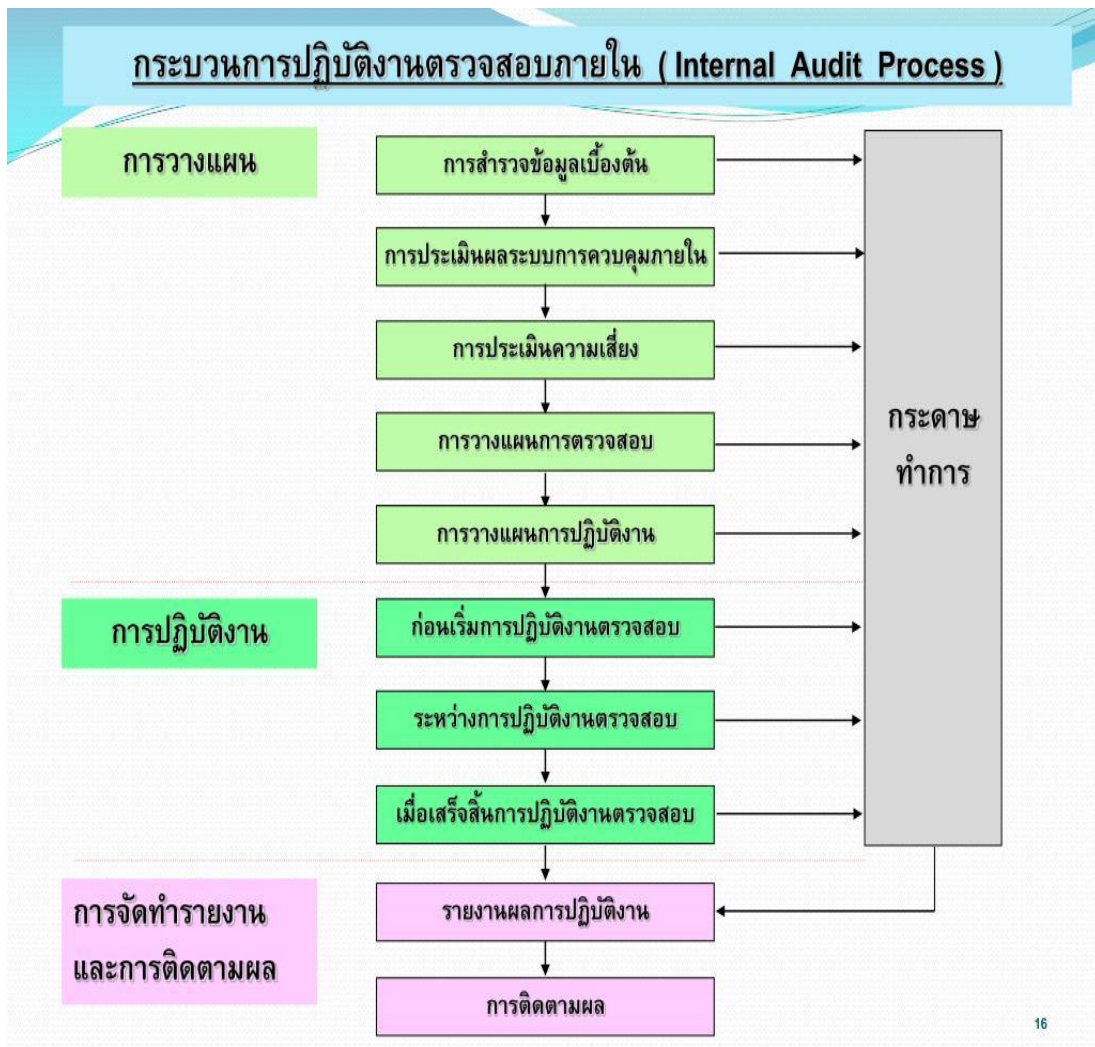 กระบวนการปฏิบัติงานตรวจสอบภายใน ( Internal Audit Process )
การวางแผน
การสำรวจข้อมูลเบื้องต้น
การประเมินผลระบบการควบคุมภายใน
การประเมินความเสี่ยง
การวางแผนการตรวจสอบ
การวางแผนการปฏิบัติงาน
กระดาษ
ทำการ
การปฏิบัติงาน
ก่อนเริ่มการปฏิบัติงานตรวจสอบ
ระหว่างการปฏิบัติงานตรวจสอบ
เมื่อเสร็จสิ้นการปฏิบัติงานตรวจสอบ
การจัดทำรายงาน
และการติดตามผล
รายงานผลการปฏิบัติงาน
การติดตามผล
16